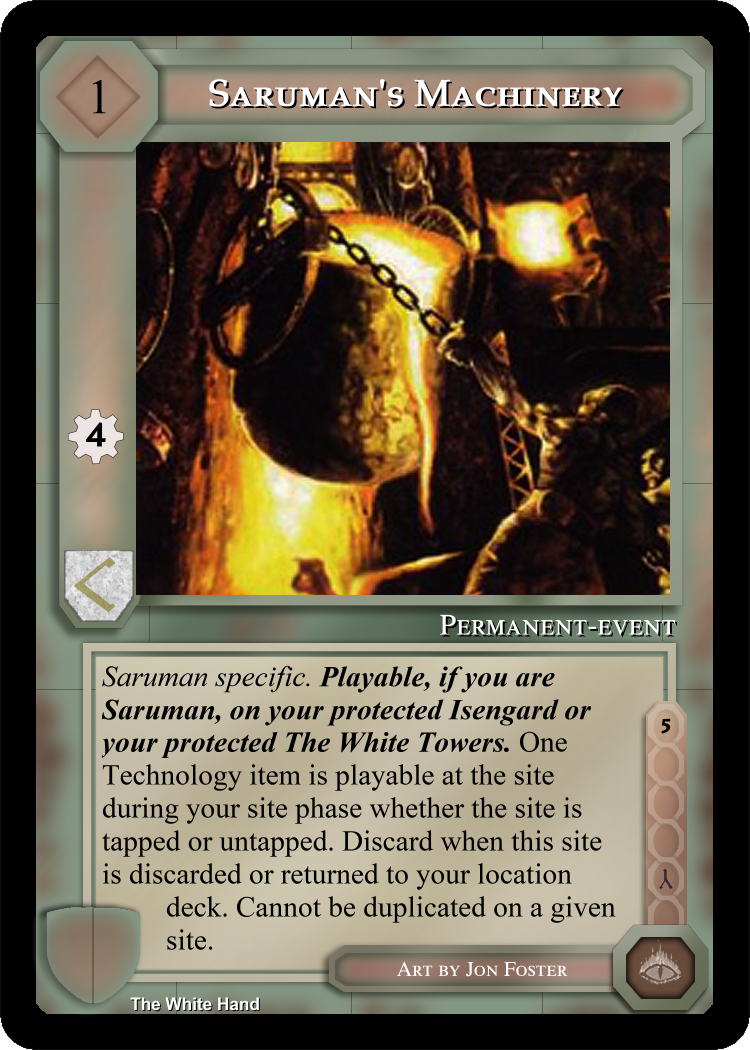 1
Saruman's Machinery
4
Permanent-event
Saruman specific. Playable, if you are
Saruman, on your protected Isengard or
your protected The White Towers. One
Technology item is playable at the site
during your site phase whether the site is
tapped or untapped. Discard when this site
is discarded or returned to your location
deck. Cannot be duplicated on a given
site.
5
Art by Jon Foster
The White Hand